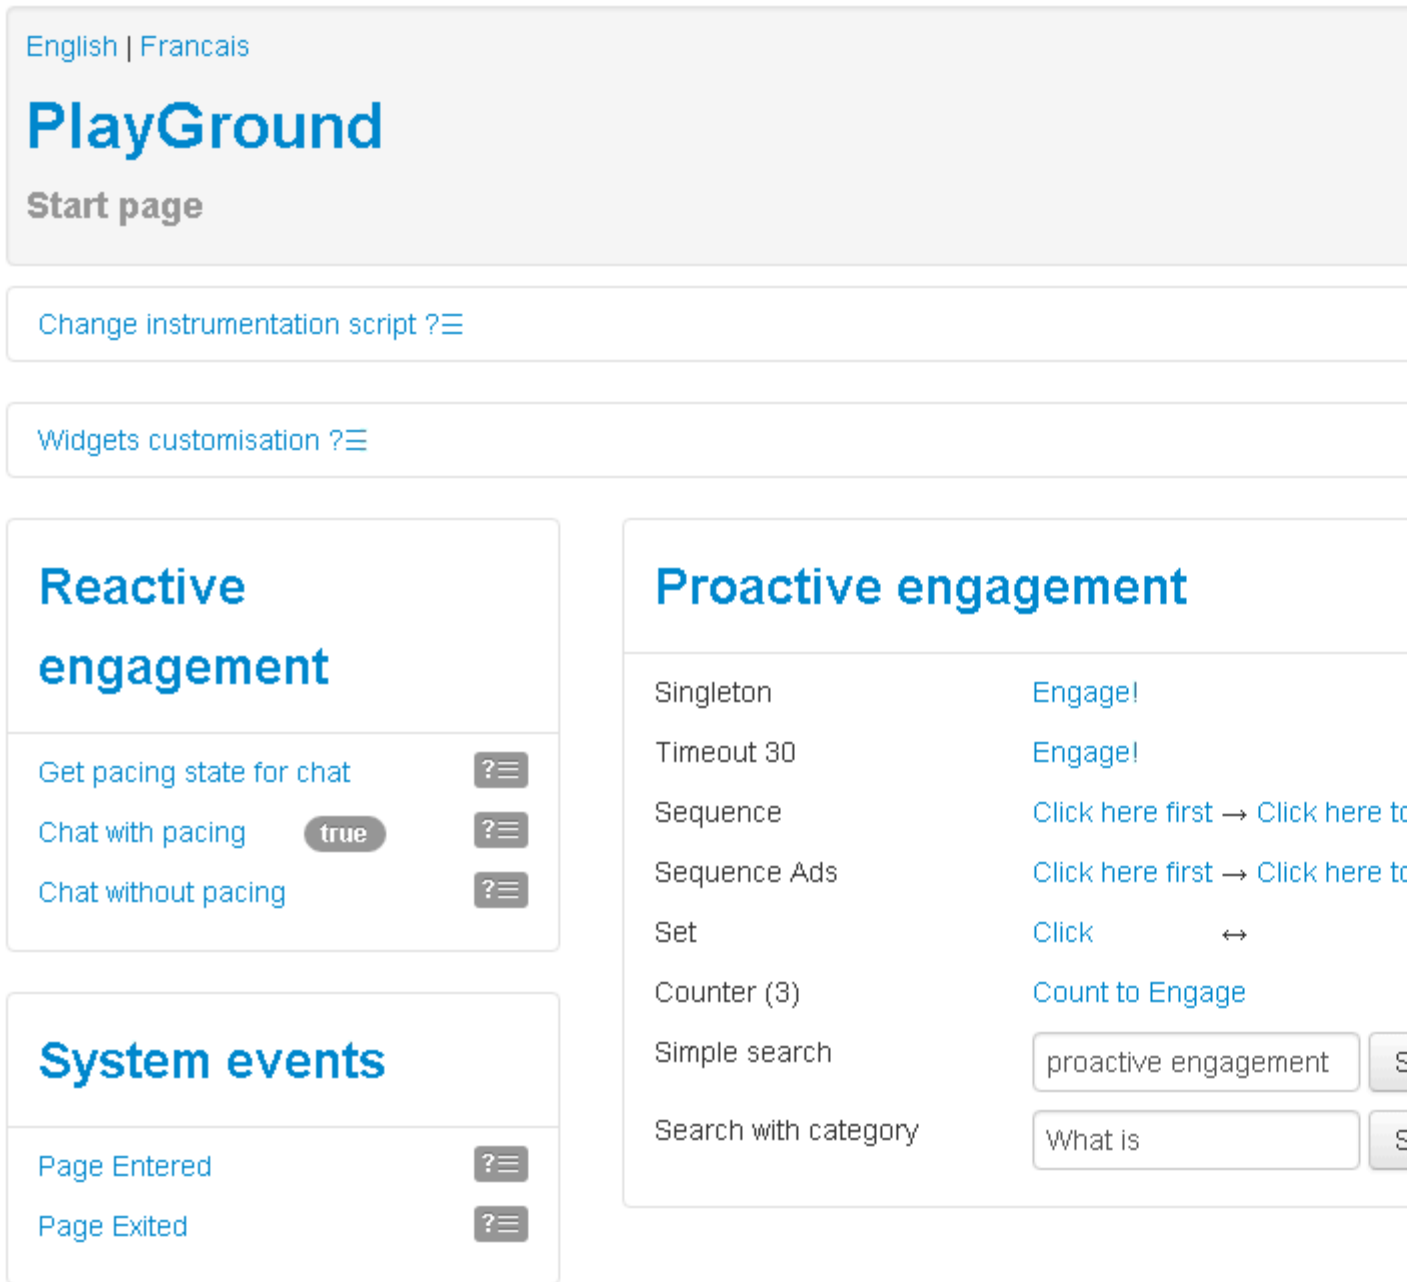 English | Francais
PlayGround
Start page
Change instrumentation script ?☰
Widgets customisation ?☰
Reactive
engagement
Get pacing state for chat ?☰
Chat with pacing true ?☰
Chat without pacing ?☰
System events
Page Entered ?☰
Page Exited ?☰
Proactive engagement
Singleton Engage!
Timeout 30 Engage!
Sequence Click here first → Click here
Sequence Ads Click here first → Click here
Set Click ↔
Counter (3) Count to Engage
Simple search proactive engagement
Search with category What is